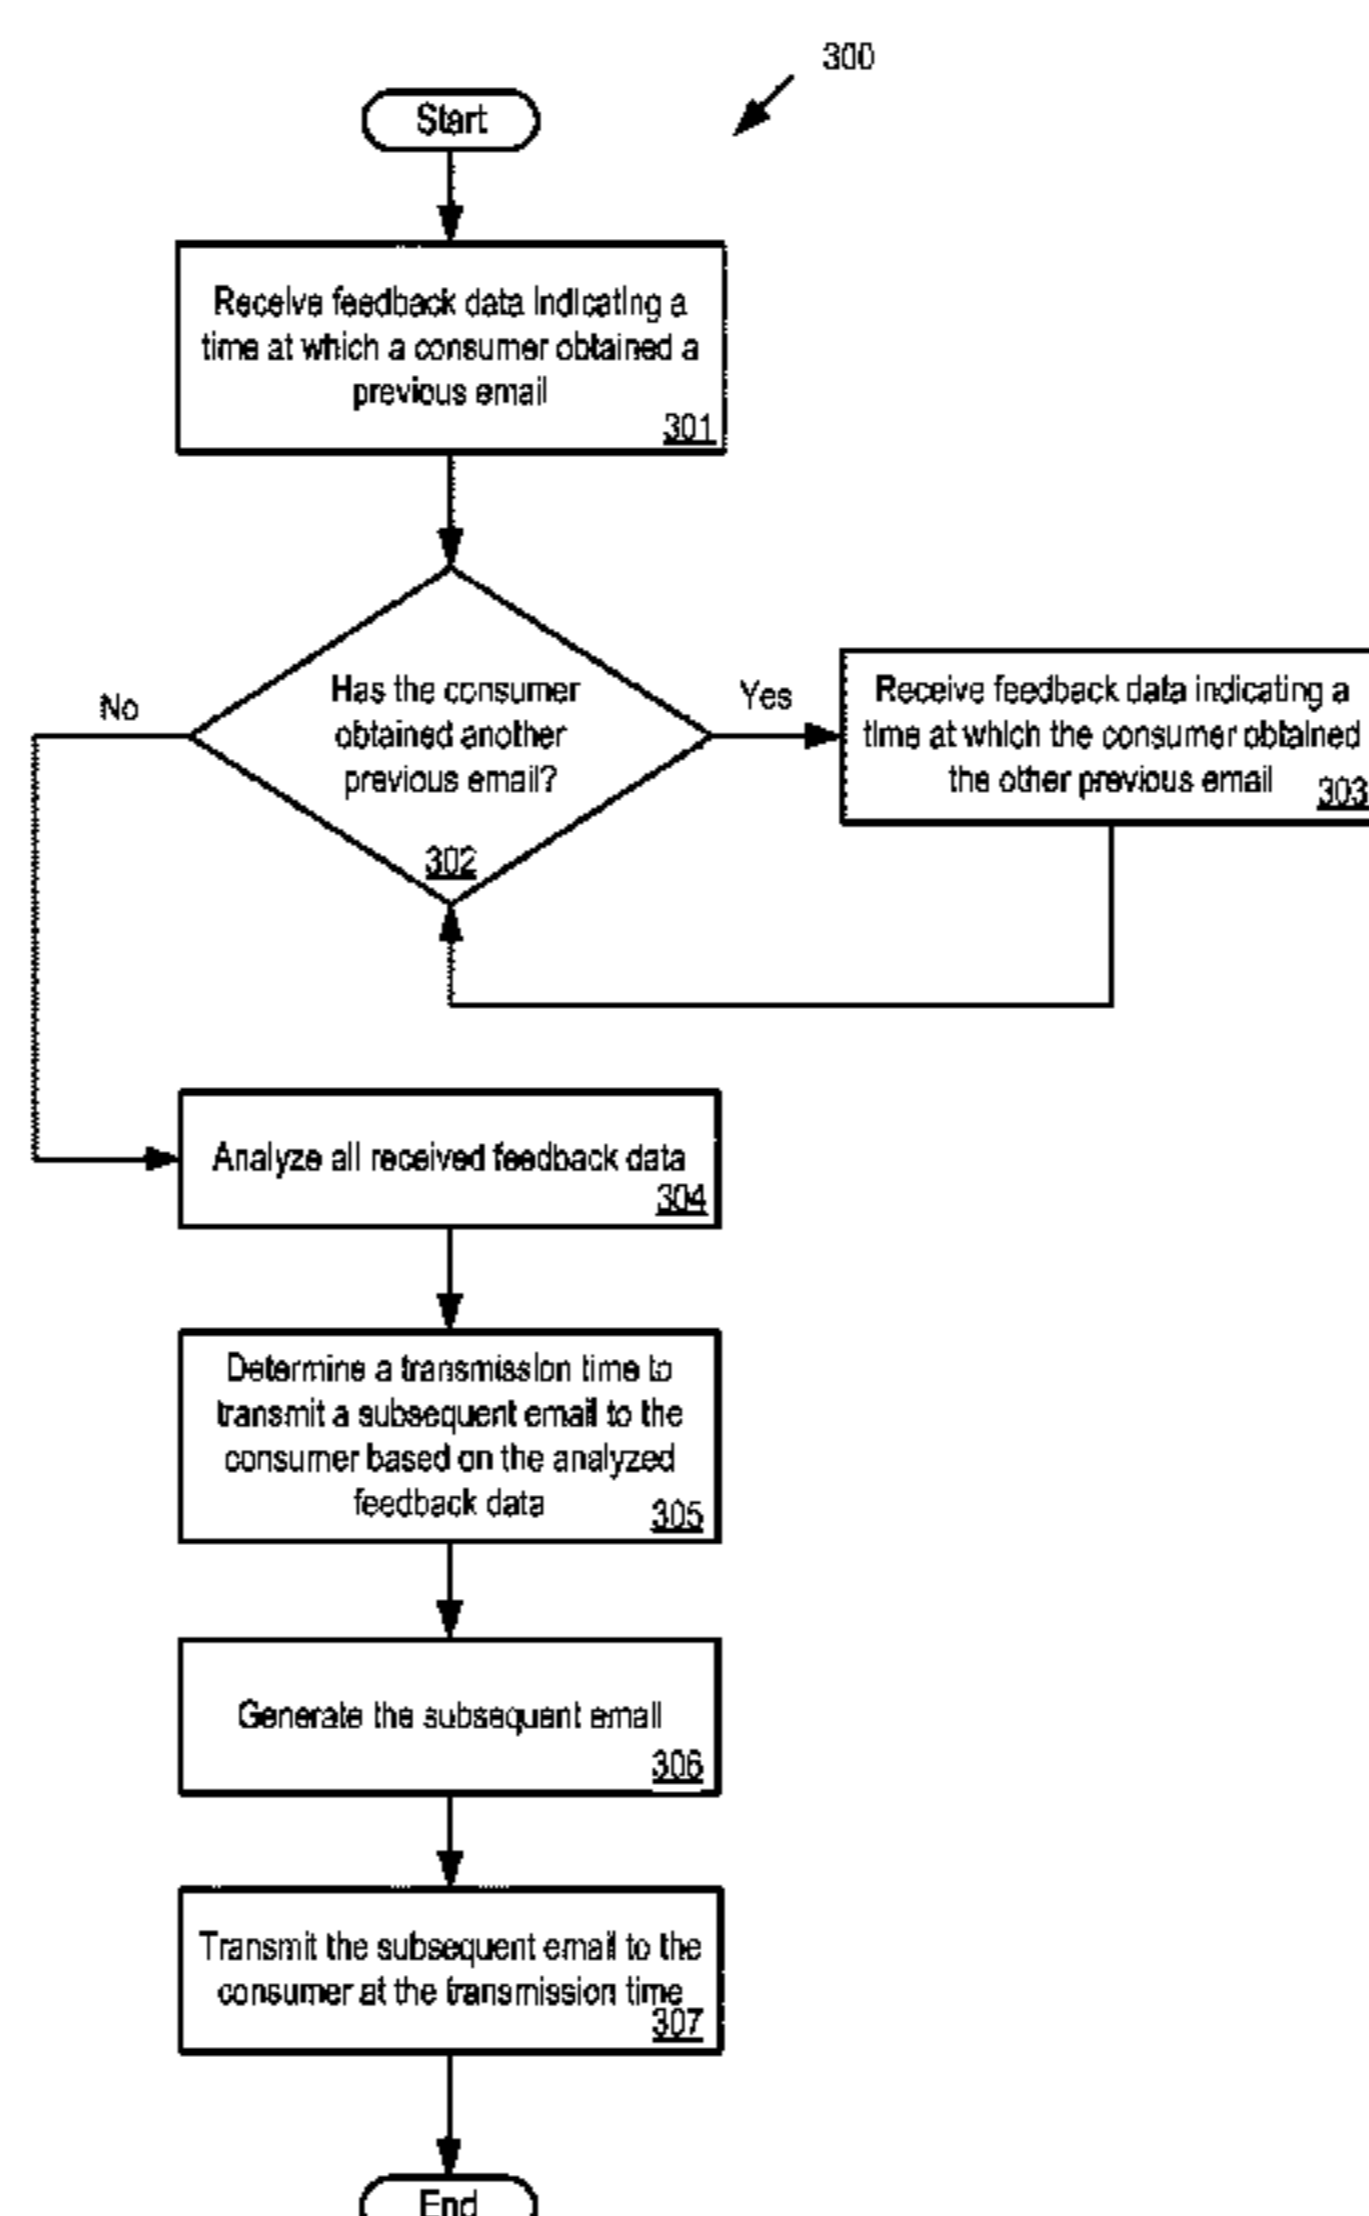 300
Start
Receive feedback data indicating a
time at which a consumer obtained a
previous email
301
Has the consumer
obtained another
previous email?
302
No
Yes
Receive feedback data indicating a
time at which the consumer obtained
the other previous email
303
Analyze all received feedback data
304
Determine a transmission time to
transmit a subsequent email to the
consumer based on the analyzed
feedback data
305
Generate the subsequent email
306
Transmit the subsequent email to the
consumer at the transmission time
307
End